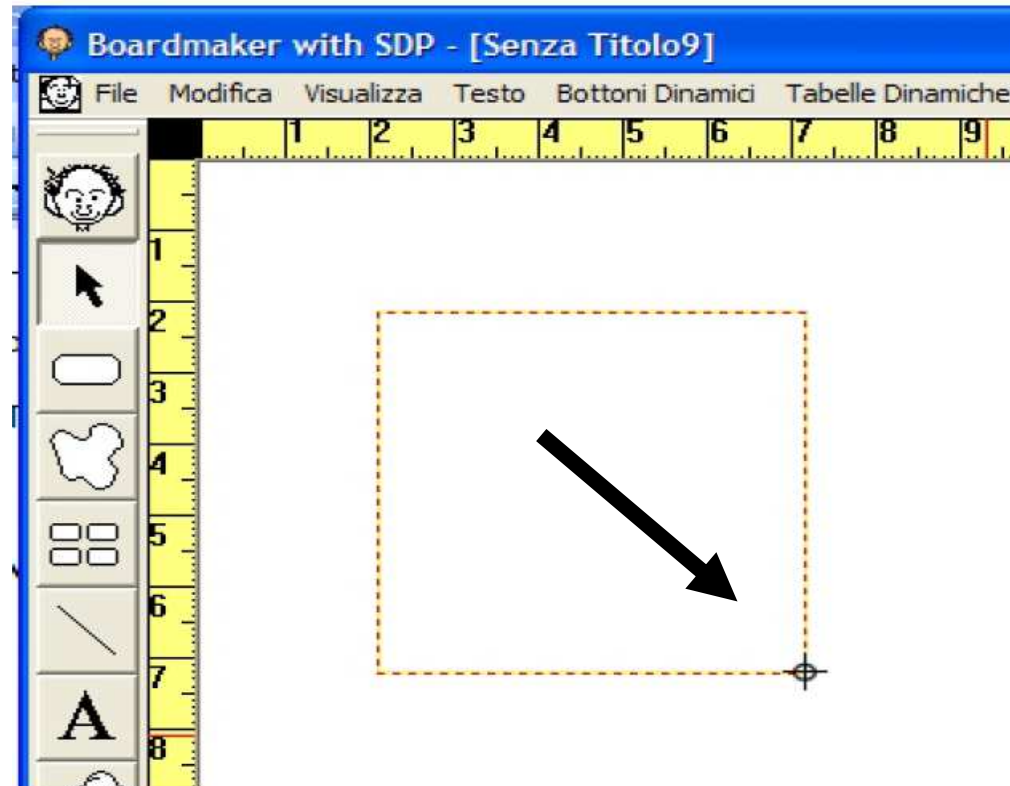 Boardmaker with SDP - [Senza Titolo9]
File Modifica Visualizza Testo Bottoni Dinamici Tabelle Dinamiche
1 2 3 4 5 6 7 8 9
1
2
3
4
5
6
7
A
8